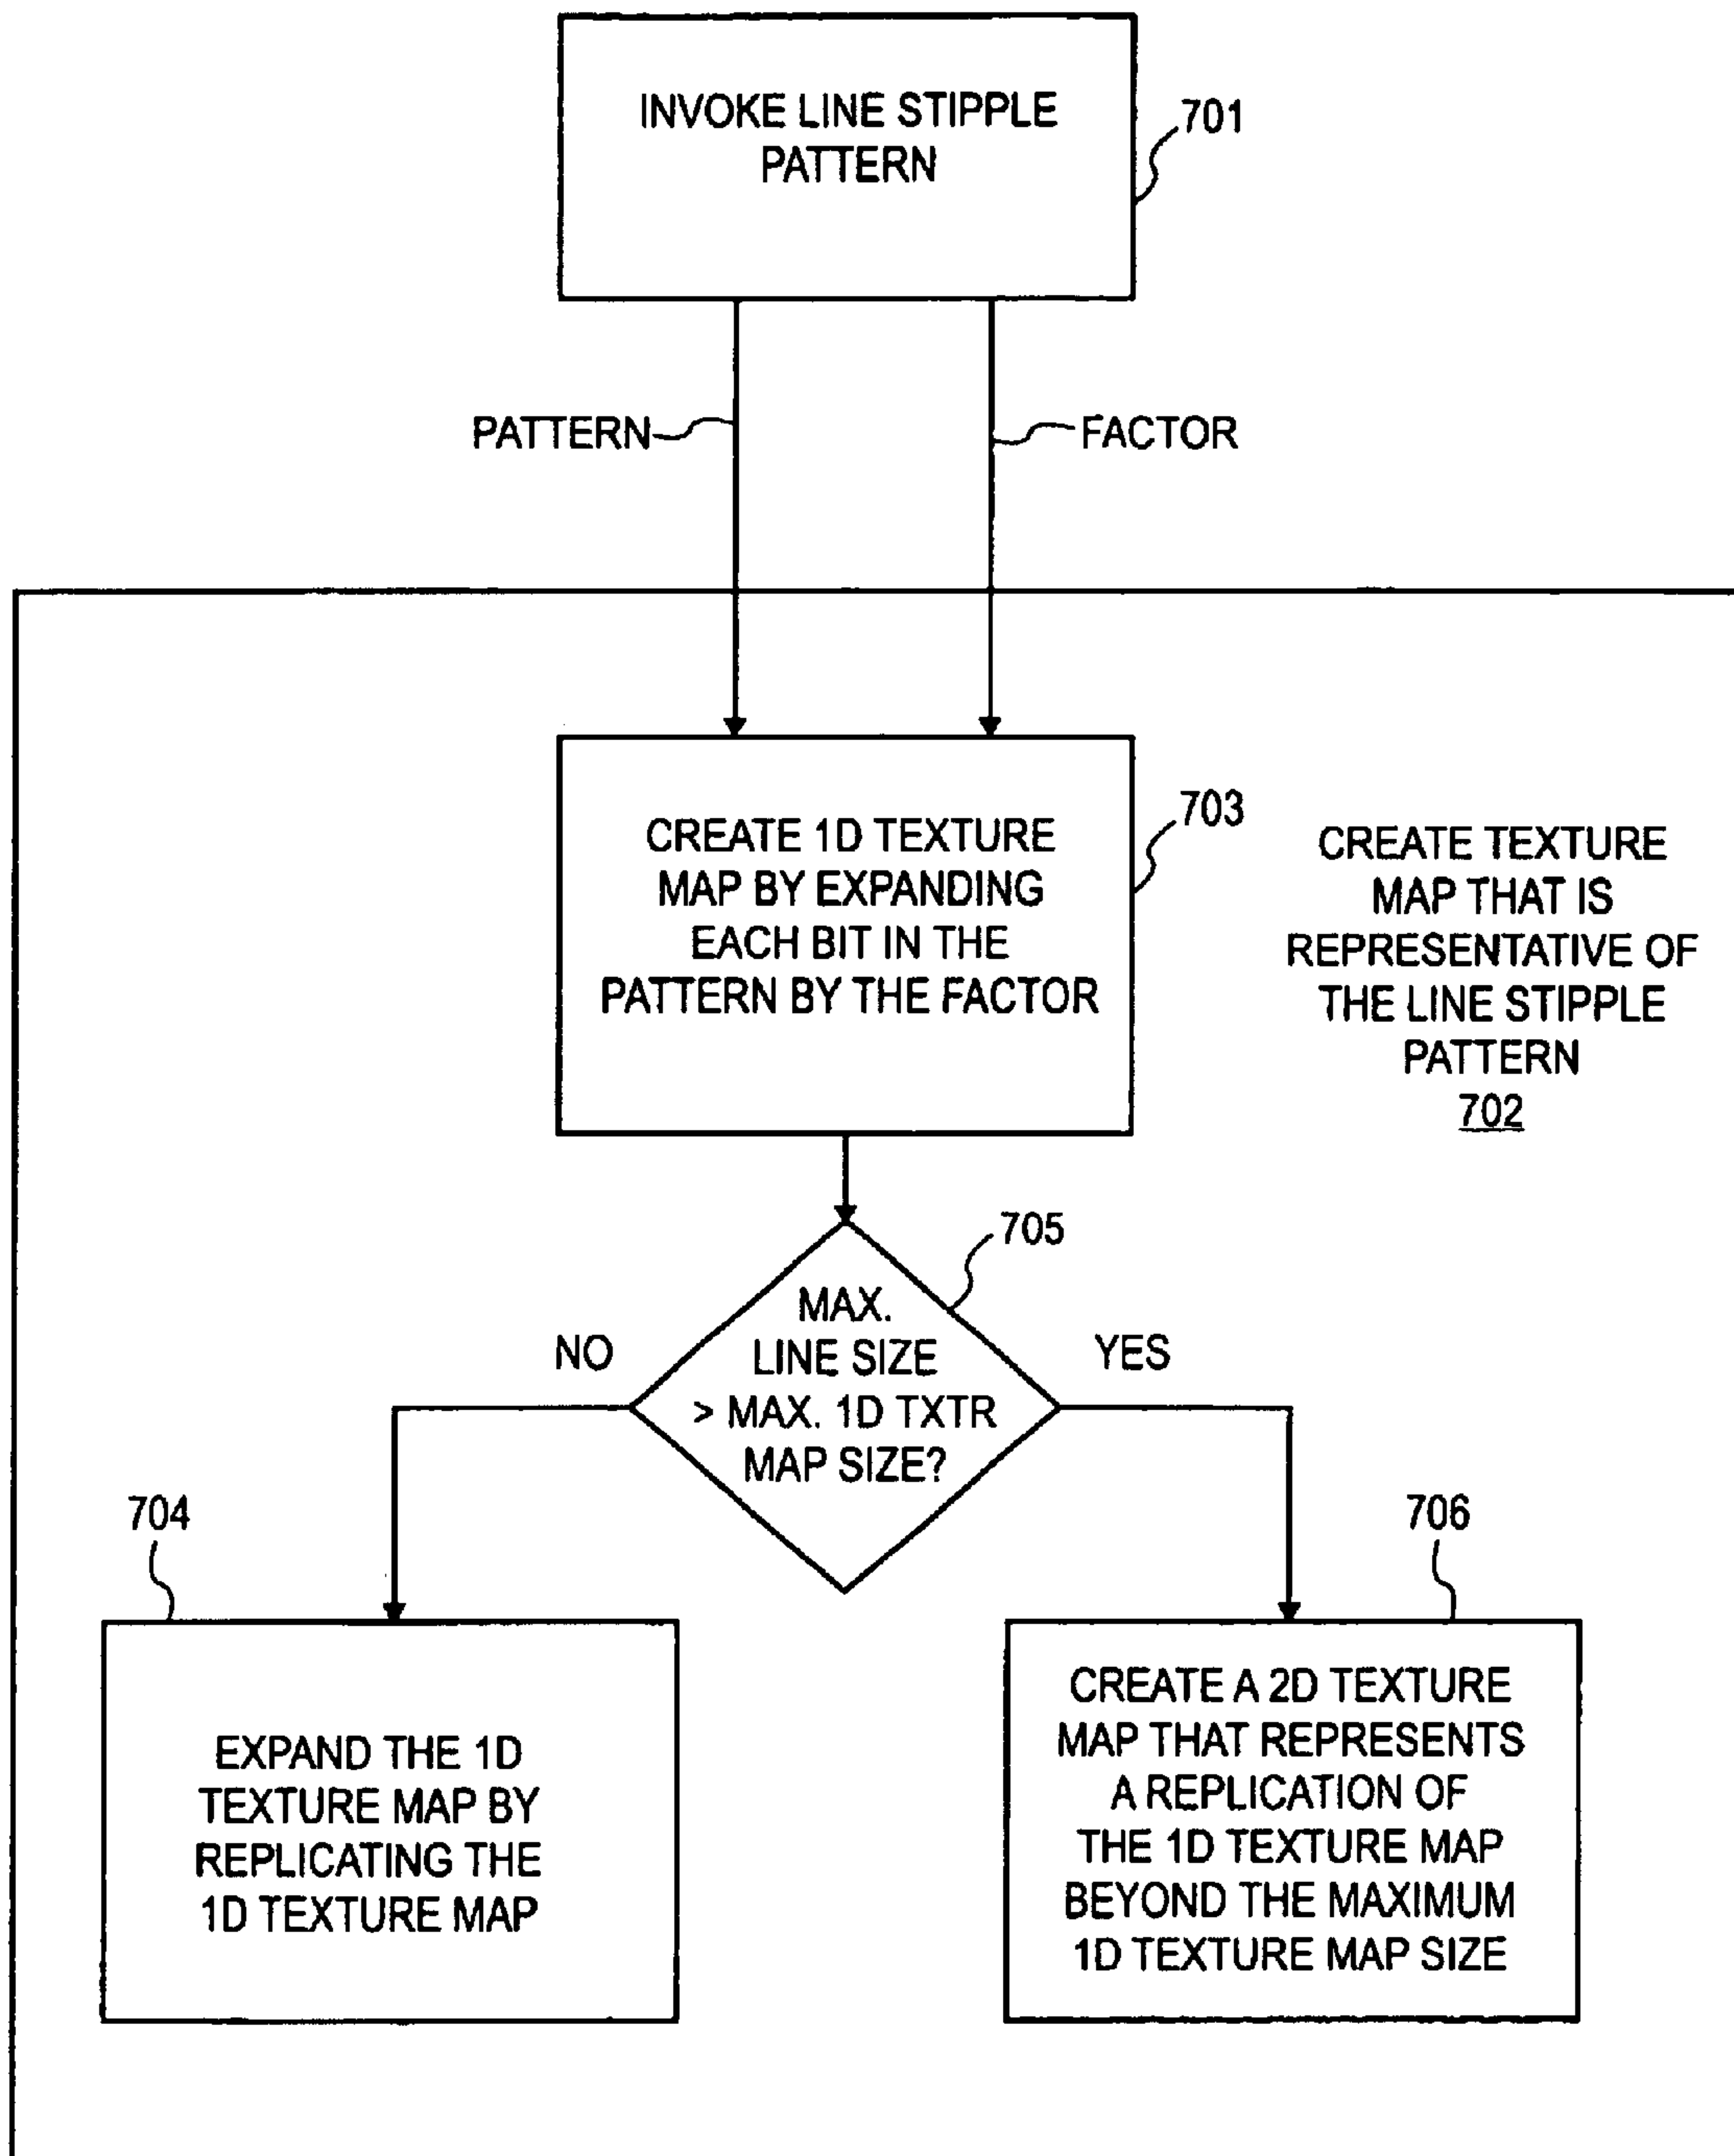 INVOKE LINE STIPPLE
PATTERN
701
PATTERN
FACTOR
CREATE 1D TEXTURE
MAP BY EXPANDING
EACH BIT IN THE
PATTERN BY THE FACTOR
703
CREATE TEXTURE
MAP THAT IS
REPRESENTATIVE OF
THE LINE STIPPLE
PATTERN
702
705
MAX.
LINE SIZE
> MAX. 1D TXTR
MAP SIZE?
NO
YES
704
EXPAND THE 1D
TEXTURE MAP BY
REPLICATING THE
1D TEXTURE MAP
706
CREATE A 2D TEXTURE
MAP THAT REPRESENTS
A REPLICATION OF
THE 1D TEXTURE MAP
BEYOND THE MAXIMUM
1D TEXTURE MAP SIZE